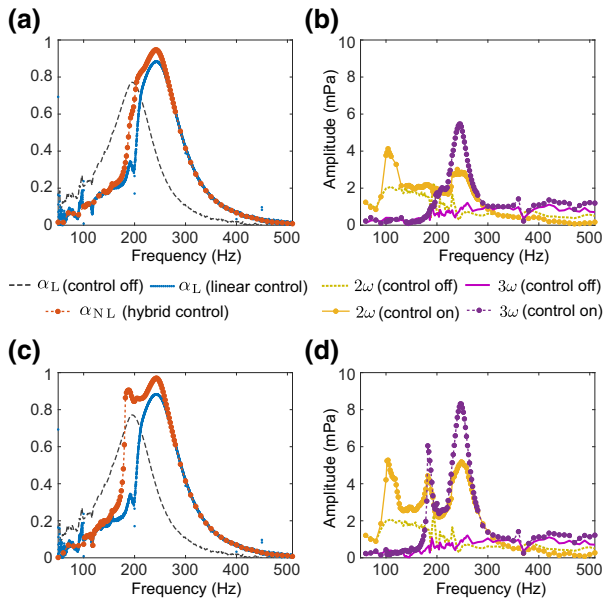 (a)
(b)
1
0.8
0.6
0.4
0.2
0
100 200 300 400 500
Frequency (Hz)
Amplitude (mPa)
10
8
6
4
2
0
100 200 300 400 500
Frequency (Hz)
α_L (control off) α_L (linear control) 2ω (control off) 3ω (control off)
α_NL (hybrid control) 2ω (control on) 3ω (control on)
(c)
(d)
1
0.8
0.6
0.4
0.2
0
100 200 300 400 500
Frequency (Hz)
Amplitude (mPa)
10
8
6
4
2
0
100 200 300 400 500
Frequency (Hz)